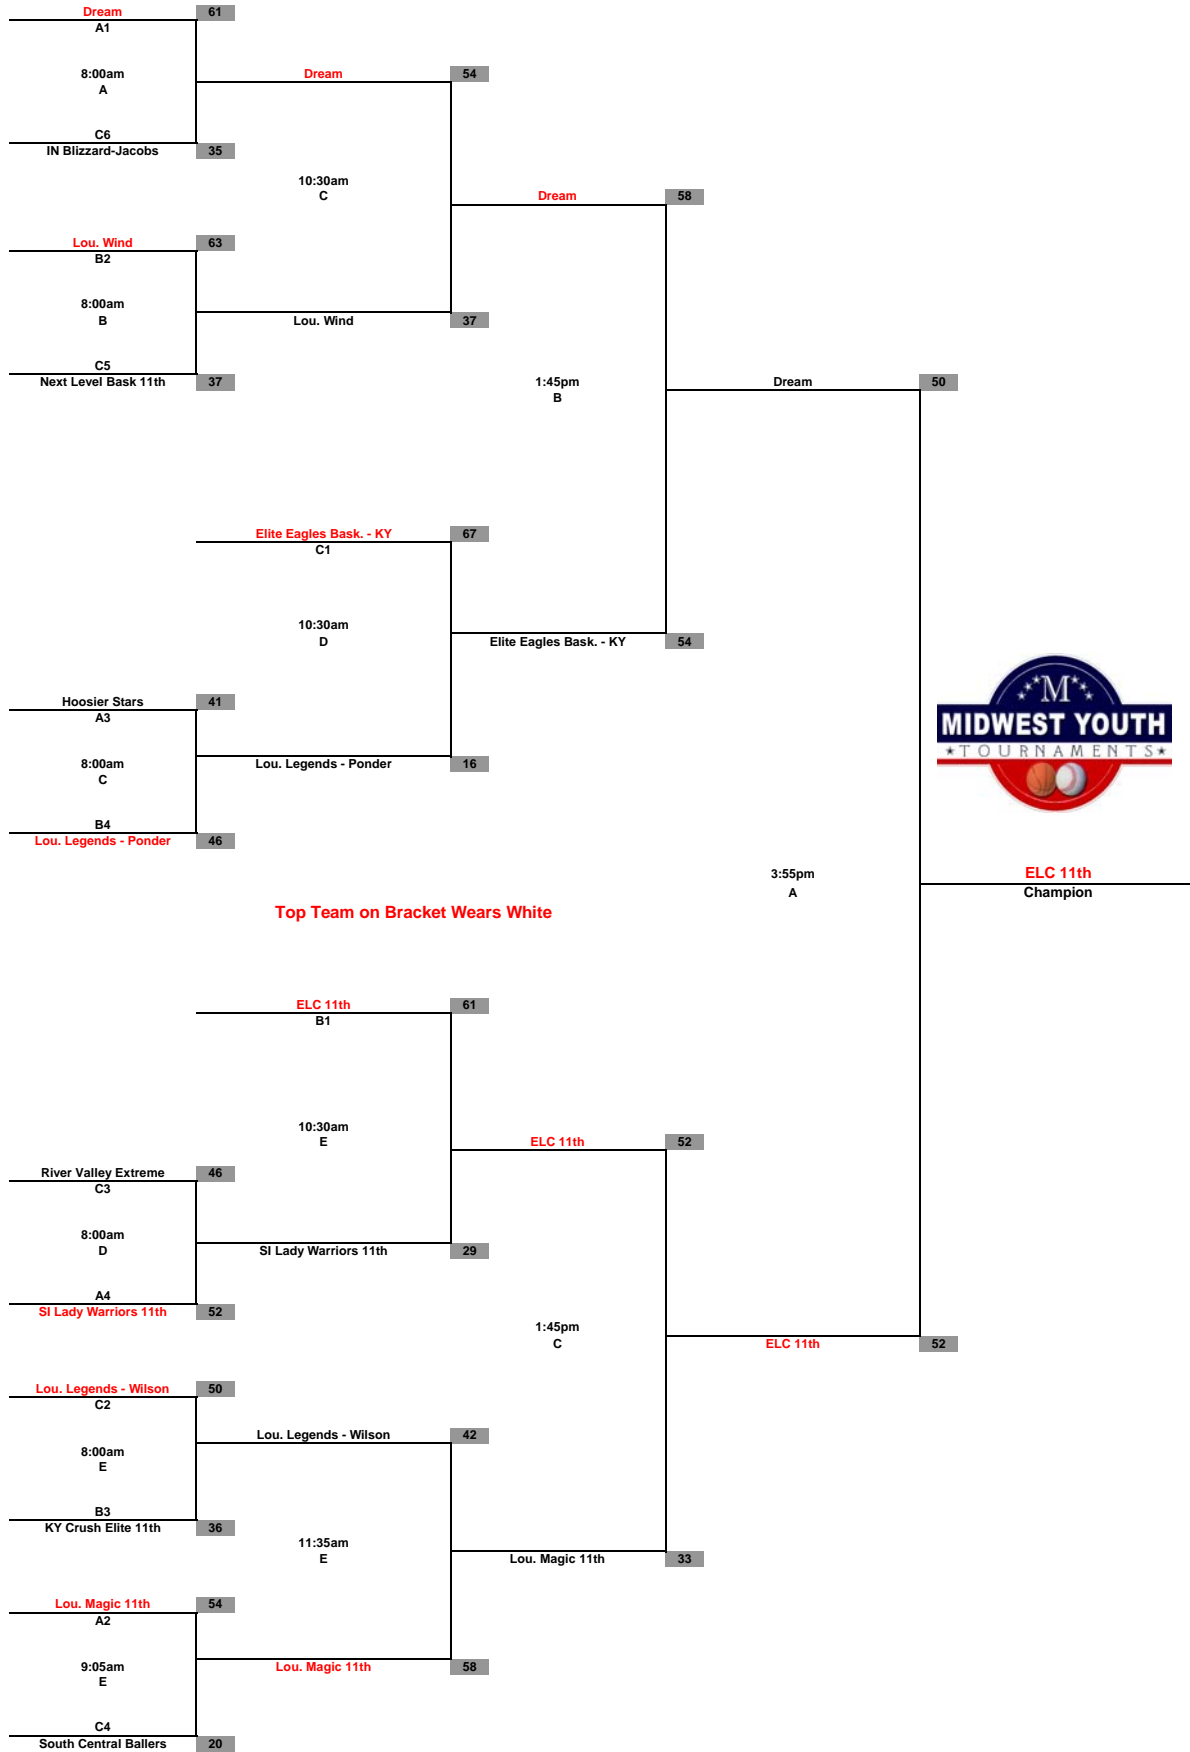 Dream 61
A1
8:00am
A
Dream 54
C6
IN Blizzard-Jacobs 35
10:30am
C
Dream 58
Lou. Wind 63
B2
8:00am
B
Lou. Wind 37
C5
Next Level Bask 11th 37
1:45pm
B
Dream 50
Elite Eagles Bask. - KY 67
C1
10:30am
D
Elite Eagles Bask. - KY 54
Hoosier Stars 41
A3
8:00am
C
Lou. Legends - Ponder 16
B4
Lou. Legends - Ponder 46
M
MIDWEST YOUTH
TOURNAMENTS
3:55pm
A
ELC 11th
Champion
Top Team on Bracket Wears White
ELC 11th 61
B1
10:30am
E
ELC 11th 52
River Valley Extreme 46
C3
8:00am
D
SI Lady Warriors 11th 29
A4
SI Lady Warriors 11th 52
1:45pm
C
ELC 11th 52
Lou. Legends - Wilson 50
C2
8:00am
E
Lou. Legends - Wilson 42
B3
KY Crush Elite 11th 36
11:35am
E
Lou. Magic 11th 33
Lou. Magic 11th 54
A2
9:05am
E
Lou. Magic 11th 58
C4
South Central Ballers 20